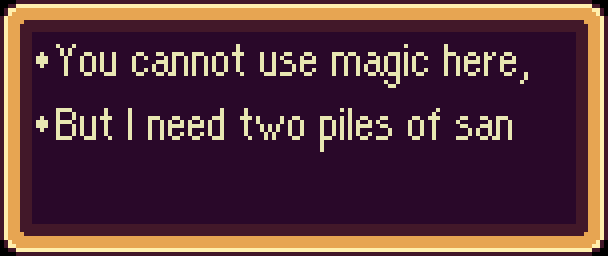 •You cannot use magic here,
•But I need two piles of san